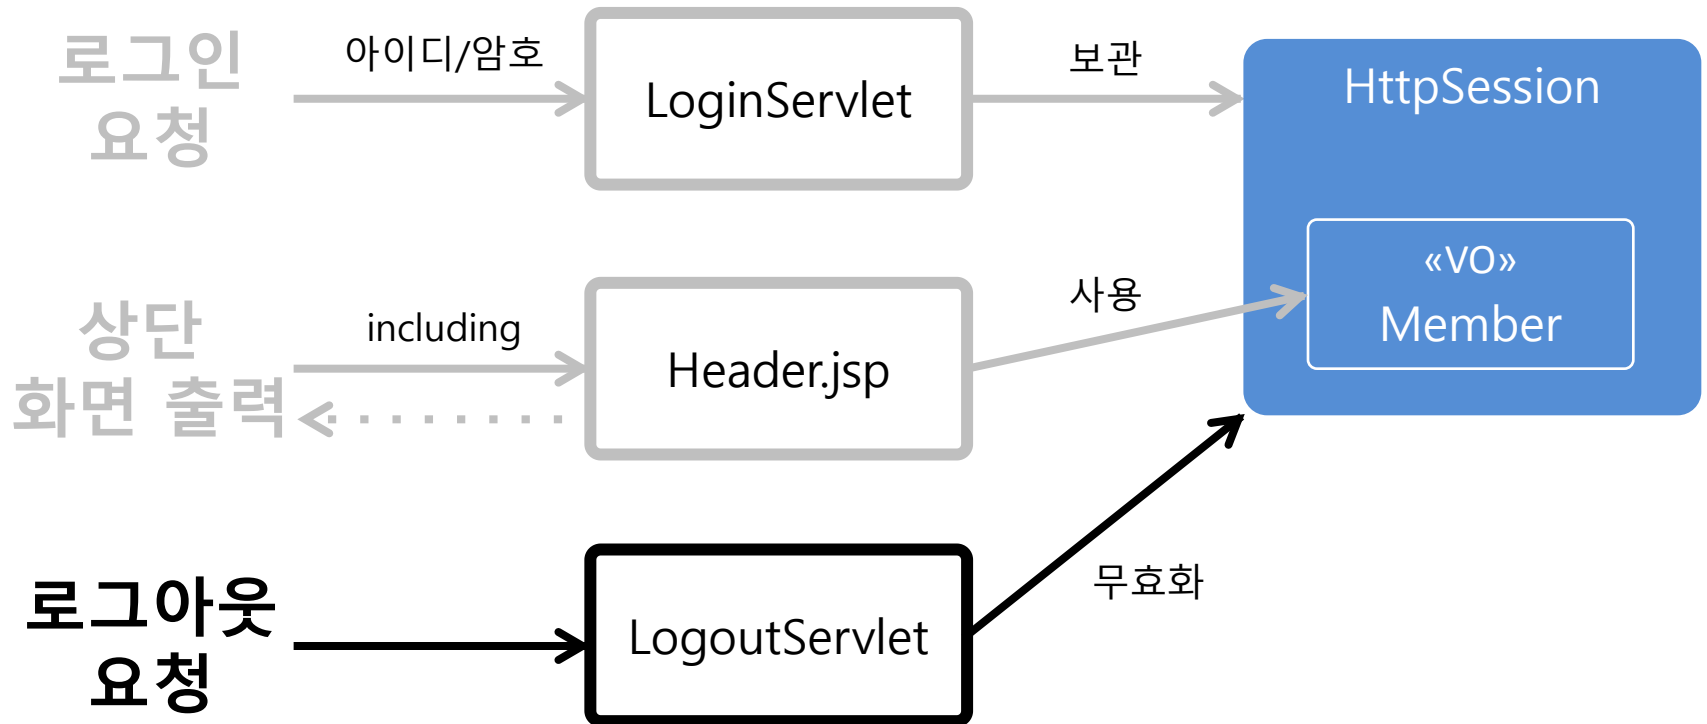 로그인
요청
아이디/암호
LoginServlet
보관
HttpSession
«VO»
Member
상단
화면 출력
including
Header.jsp
사용
로그아웃
요청
LogoutServlet
무효화